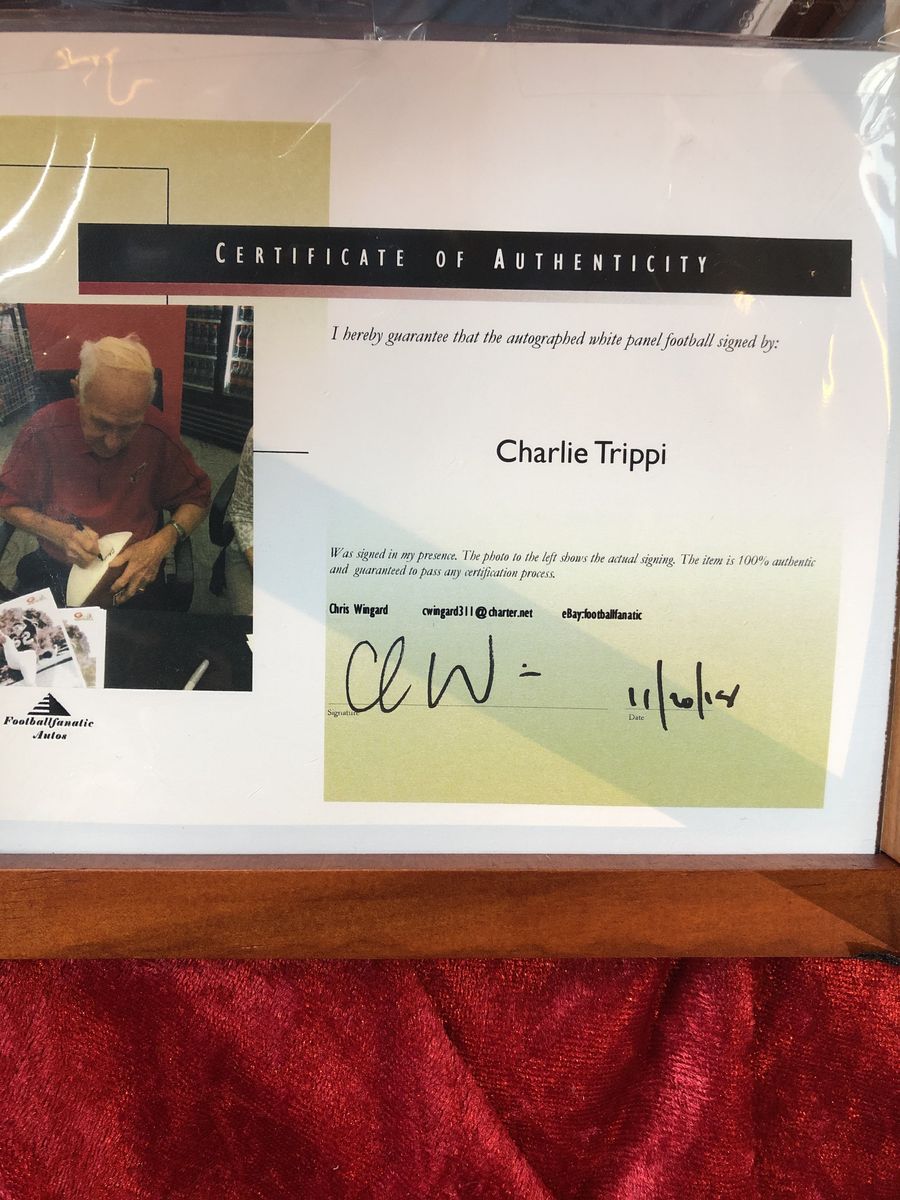 CERTIFICATE OF AUTHENTICITY
I hereby guarantee that the autographed white panel football signed by:
Charlie Trippi
Was signed in my presence. The photo to the left shows the actual signing. The item is 100% authentic
and guaranteed to pass any certification process.
Chris Wingard cwingard311@charter.net eBay:footballfanatic
Signature
Date
Footballfanatic
Autos